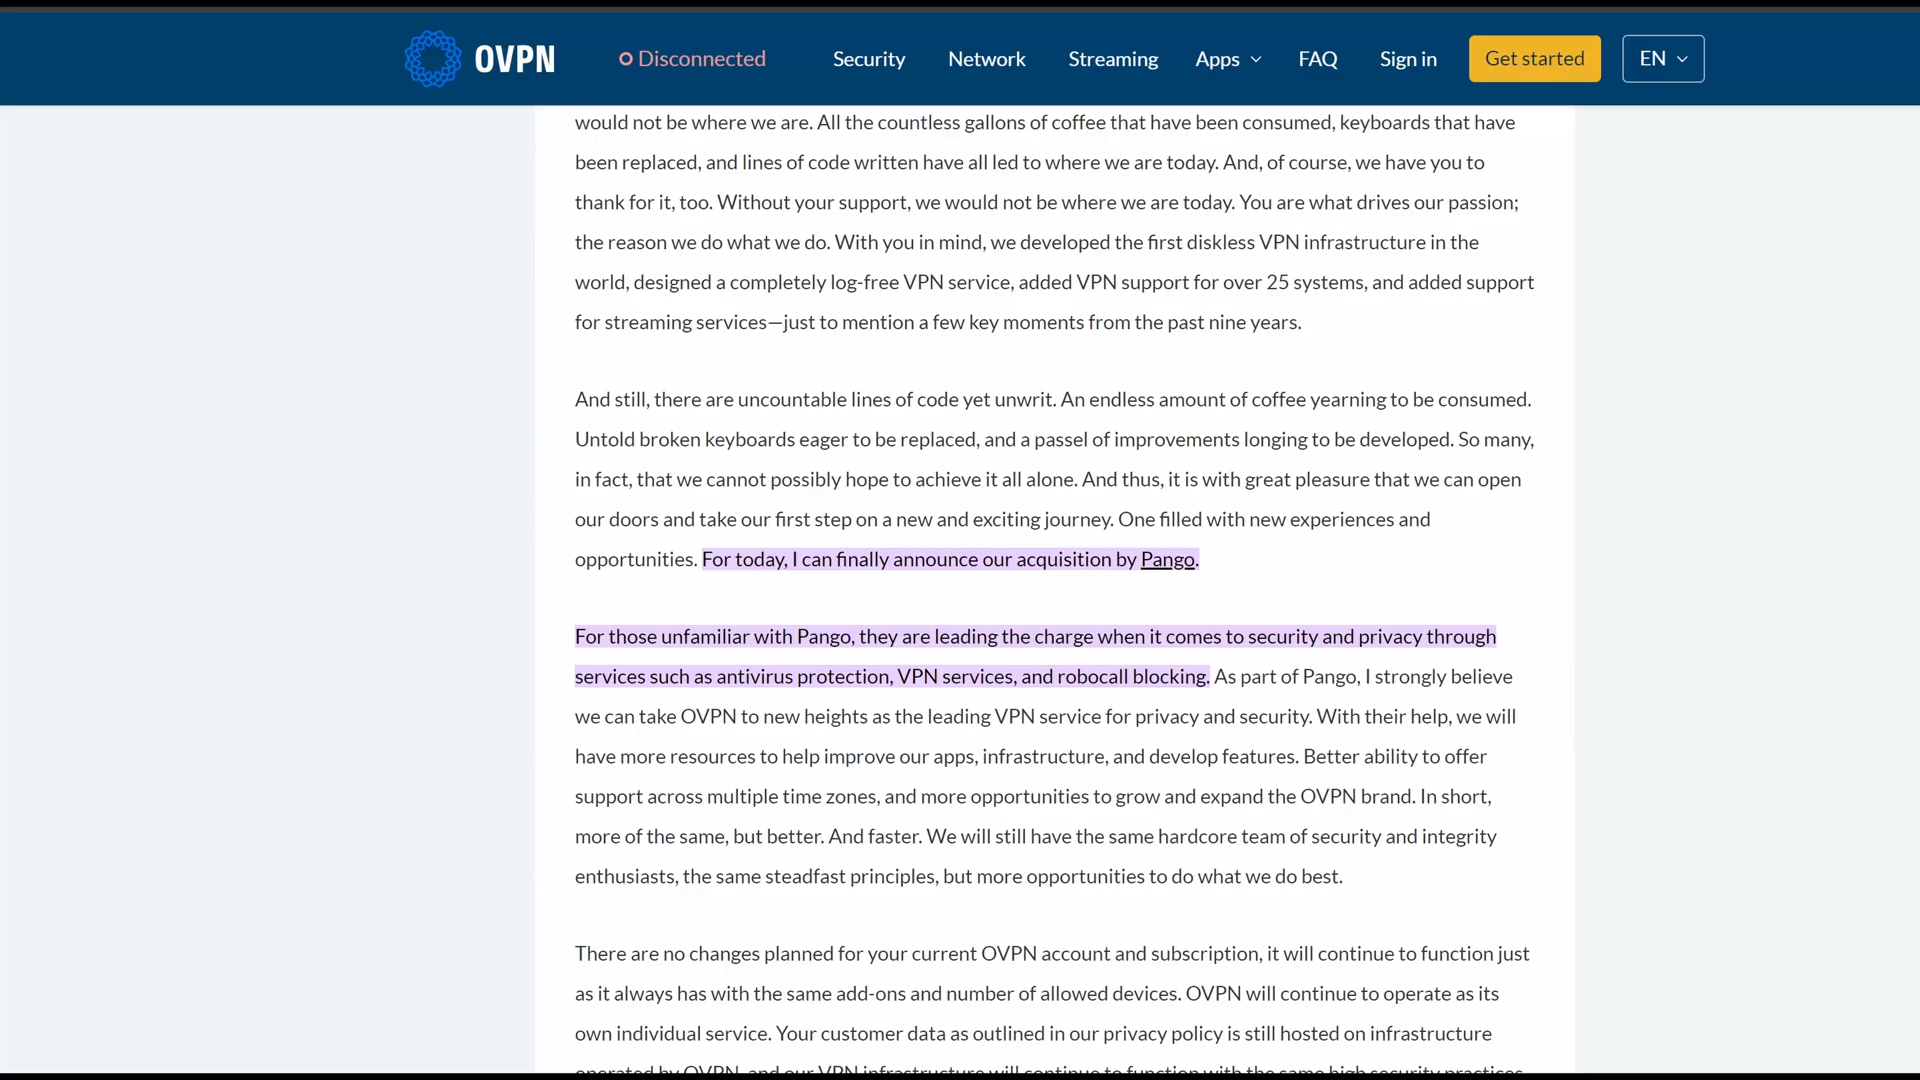 OVPN
Disconnected
Security
Network
Streaming
Apps
FAQ
Sign in
Get started
EN
would not be where we are. All the countless gallons of coffee that have been consumed, keyboards that have
been replaced, and lines of code written have all led to where we are today. And, of course, we have you to
thank for it, too. Without your support, we would not be where we are today. You are what drives our passion;
the reason we do what we do. With you in mind, we developed the first diskless VPN infrastructure in the
world, designed a completely log-free VPN service, added VPN support for over 25 systems, and added support
for streaming services—just to mention a few key moments from the past nine years.
And still, there are uncountable lines of code yet unwrit. An endless amount of coffee yearning to be consumed.
Untold broken keyboards eager to be replaced, and a passel of improvements longing to be developed. So many,
in fact, that we cannot possibly hope to achieve it all alone. And thus, it is with great pleasure that we can open
our doors and take our first step on a new and exciting journey. One filled with new experiences and
opportunities. For today, I can finally announce our acquisition by Pango.
For those unfamiliar with Pango, they are leading the charge when it comes to security and privacy through
services such as antivirus protection, VPN services, and robocall blocking. As part of Pango, I strongly believe
we can take OVPN to new heights as the leading VPN service for privacy and security. With their help, we will
have more resources to help improve our apps, infrastructure, and develop features. Better ability to offer
support across multiple time zones, and more opportunities to grow and expand the OVPN brand. In short,
more of the same, but better. And faster. We will still have the same hardcore team of security and integrity
enthusiasts, the same steadfast principles, but more opportunities to do what we do best.
There are no changes planned for your current OVPN account and subscription, it will continue to function just
as it always has with the same add-ons and number of allowed devices. OVPN will continue to operate as its
own individual service. Your customer data as outlined in our privacy policy is still hosted on infrastructure
operated by OVPN, and our VPN infrastructure will continue to function with the same high security practices